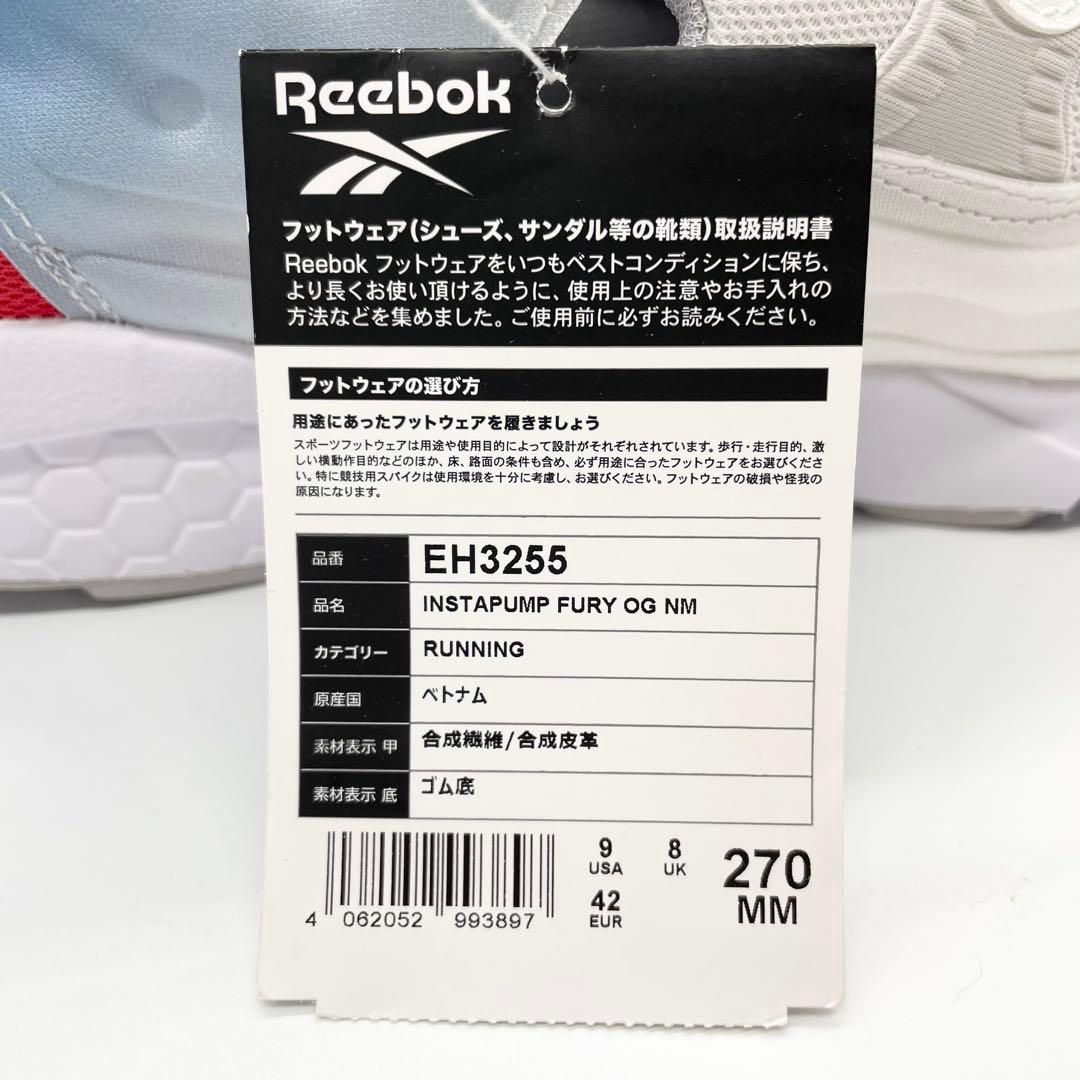 Reebok
フットウェア(シューズ、サンダル等の靴類)取扱説明書
Reebok フットウェアをいつもベストコンディションに保ち、
より長くお使い頂けるように、使用上の注意やお手入れの
方法などを集めました。ご使用前に必ずお読みください。
フットウェアの選び方
用途にあったフットウェアを履きましょう
スポーツフットウェアは用途や使用目的によって設計がそれぞれされています。歩行・走行目的、激
しい横動作目的などのほか、床、路面の条件も含め、必ず用途に合ったフットウェアをお選びくださ
い。特に競技用スパイクは使用環境を十分に考慮し、お選びください。フットウェアの破損や怪我の
原因になります。
品番 EH3255
品名 INSTAPUMP FURY OG NM
カテゴリー RUNNING
原産国 ベトナム
素材表示 甲 合成繊維/合成皮革
素材表示 底 ゴム底
9 USA 8 UK 270 MM
42 EUR
4 062052 993897